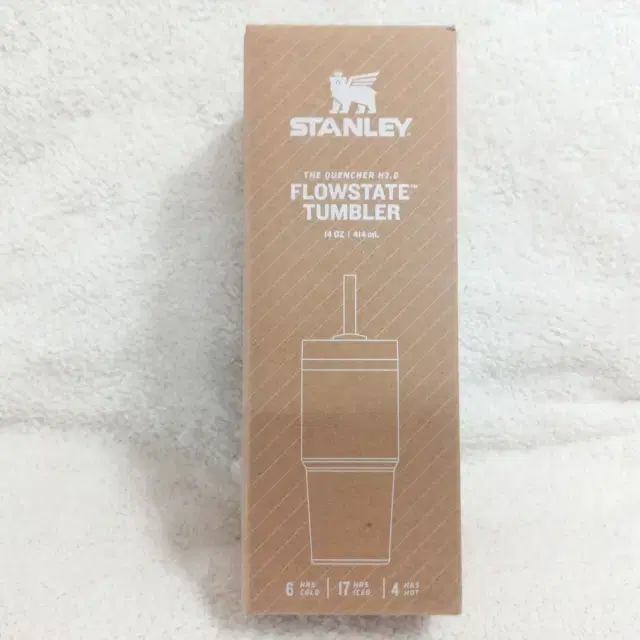 STANLEY
THE QUENCHER H2.0
FLOWSTATE™
TUMBLER
14 OZ | 414 mL
6 HRS COLD | 17 HRS ICED | 4 HRS HOT